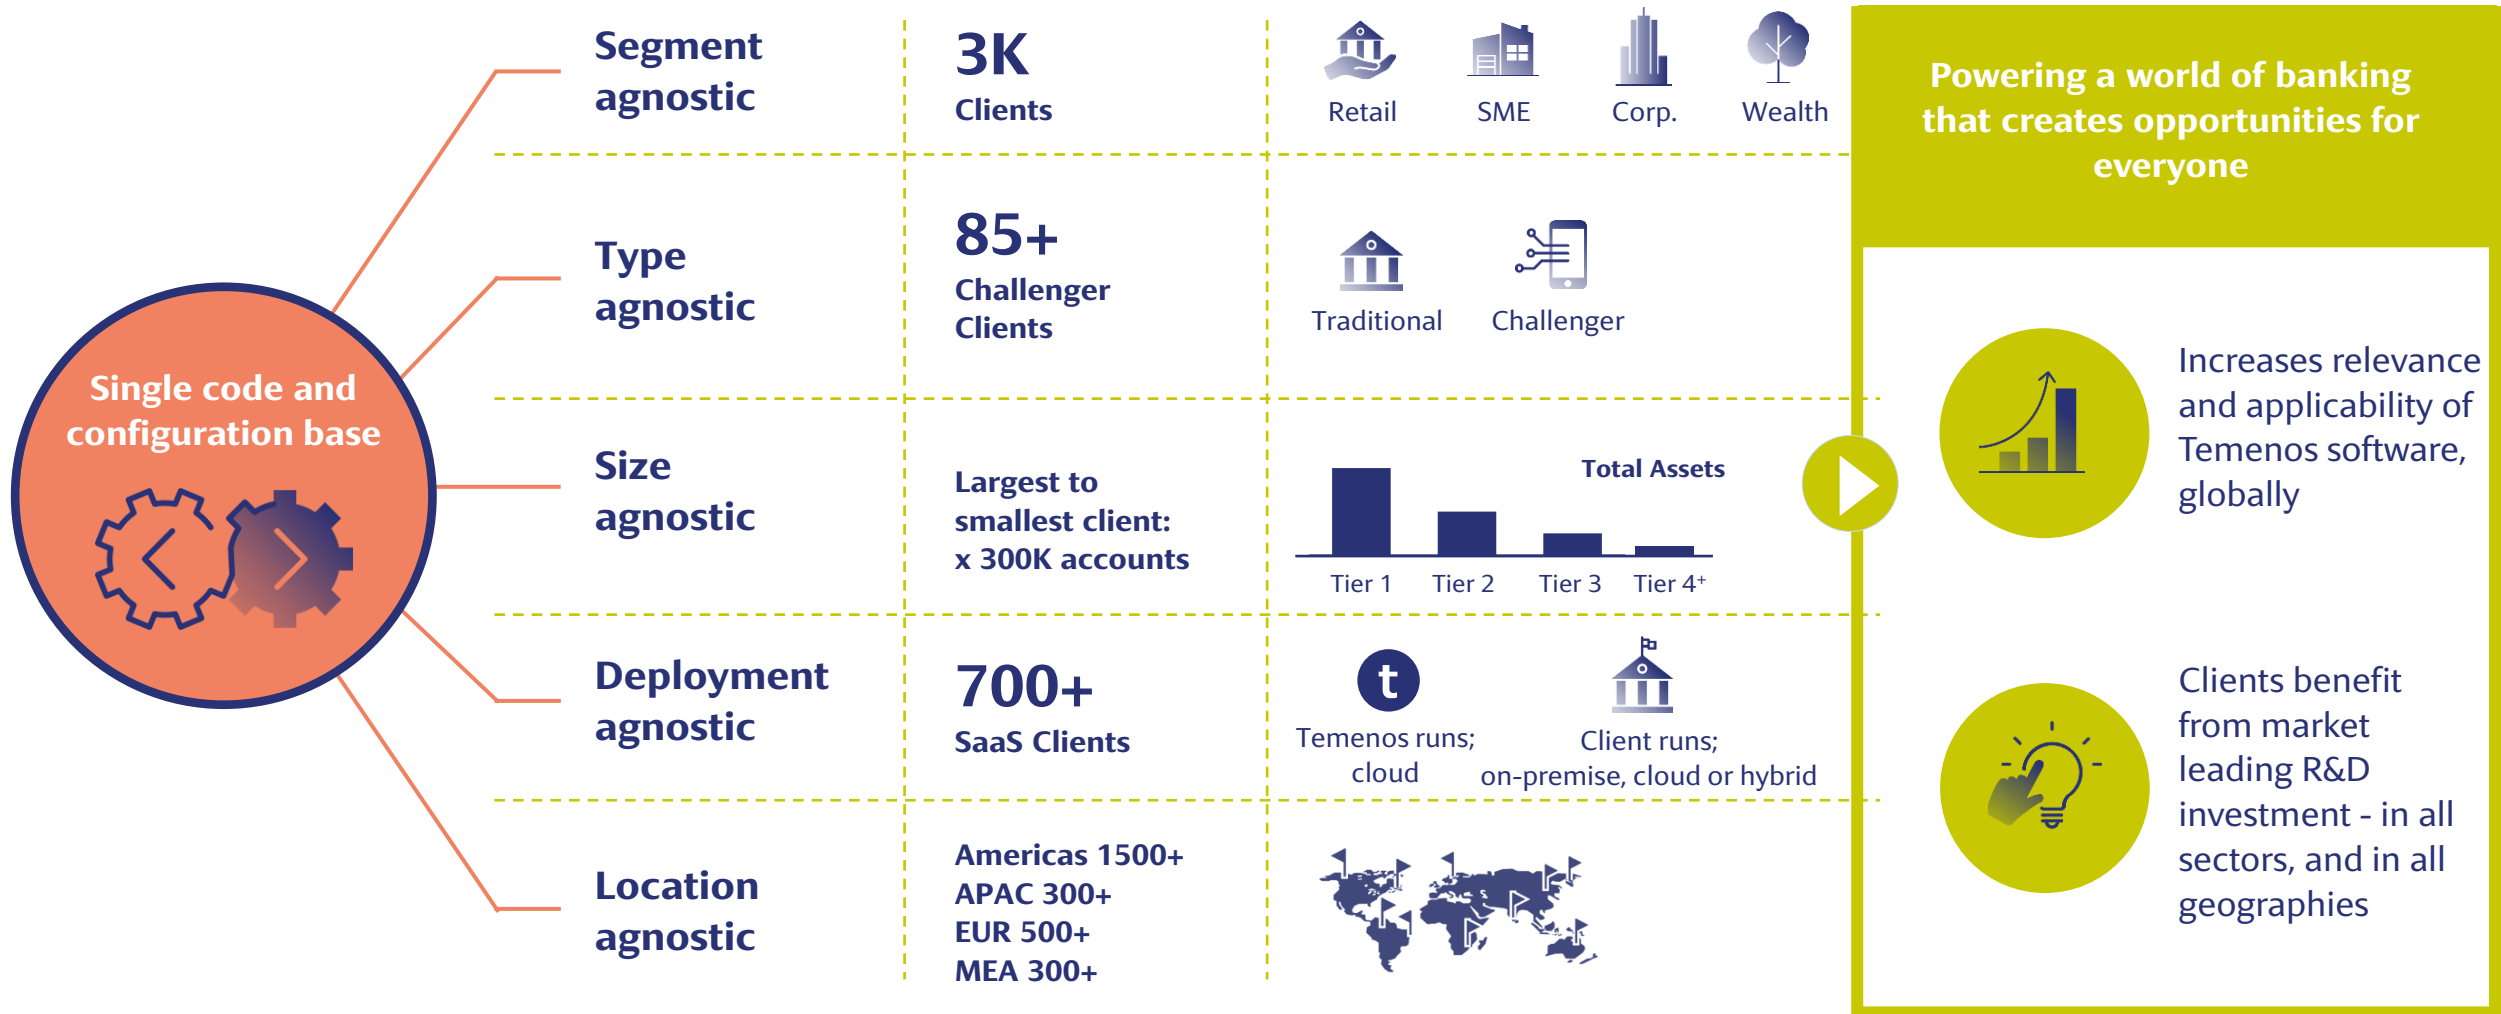 Single code and
configuration base
Segment
agnostic
3K
Clients
Retail
SME
Corp.
Wealth
Type
agnostic
85+
Challenger
Clients
Traditional
Challenger
Size
agnostic
Largest to
smallest client:
x 300K accounts
Total Assets
Tier 1
Tier 2
Tier 3
Tier 4+
Deployment
agnostic
700+
SaaS Clients
t
Temenos runs;
cloud
Client runs;
on-premise, cloud or hybrid
Location
agnostic
Americas 1500+
APAC 300+
EUR 500+
MEA 300+
Powering a world of banking
that creates opportunities for
everyone
Increases relevance
and applicability of
Temenos software,
globally
Clients benefit
from market
leading R&D
investment - in all
sectors, and in all
geographies